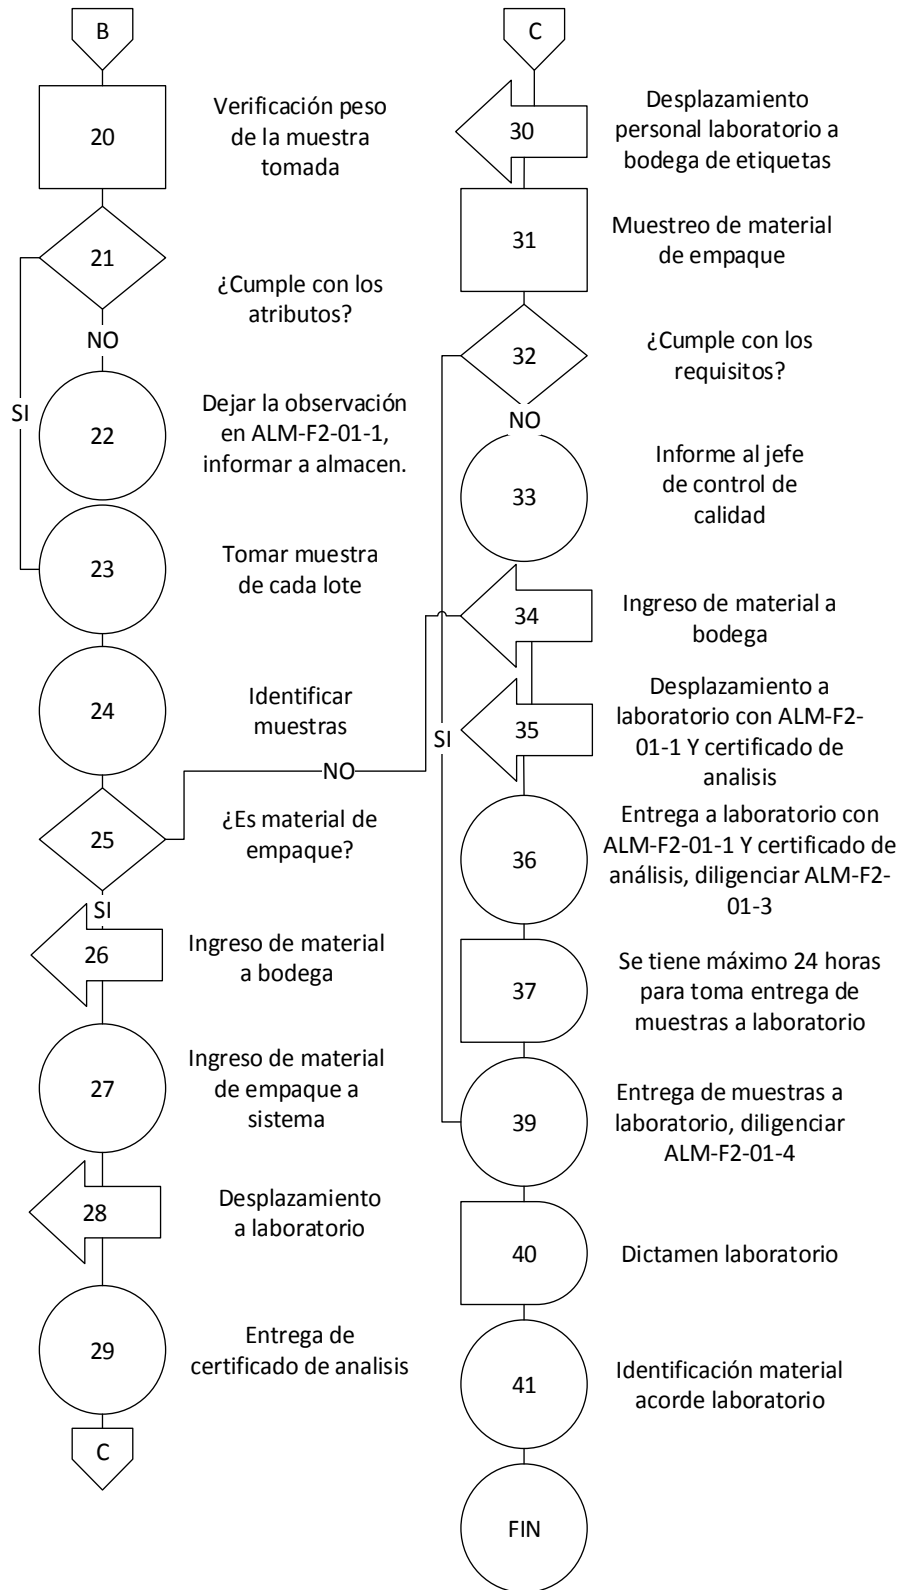 B
20
Verificación peso
de la muestra
tomada
21
¿Cumple con los
atributos?
NO
SI
22
Dejar la observación
en ALM-F2-01-1,
informar a almacen.
23
Tomar muestra
de cada lote
24
Identificar
muestras
NO
25
¿Es material de
empaque?
SI
26
Ingreso de material
a bodega
27
Ingreso de material
de empaque a
sistema
28
Desplazamiento
a laboratorio
29
Entrega de
certificado de analisis
C
C
30
Desplazamiento
personal laboratorio a
bodega de etiquetas
31
Muestreo de material
de empaque
32
¿Cumple con los
requisitos?
NO
33
Informe al jefe
de control de
calidad
34
Ingreso de material a
bodega
SI
35
Desplazamiento a
laboratorio con ALM-F2-
01-1 Y certificado de
analisis
36
Entrega a laboratorio con
ALM-F2-01-1 Y certificado de
análisis, diligenciar ALM-F2-
01-3
37
Se tiene máximo 24 horas
para toma entrega de
muestras a laboratorio
39
Entrega de muestras a
laboratorio, diligenciar
ALM-F2-01-4
40
Dictamen laboratorio
41
Identificación material
acorde laboratorio
FIN